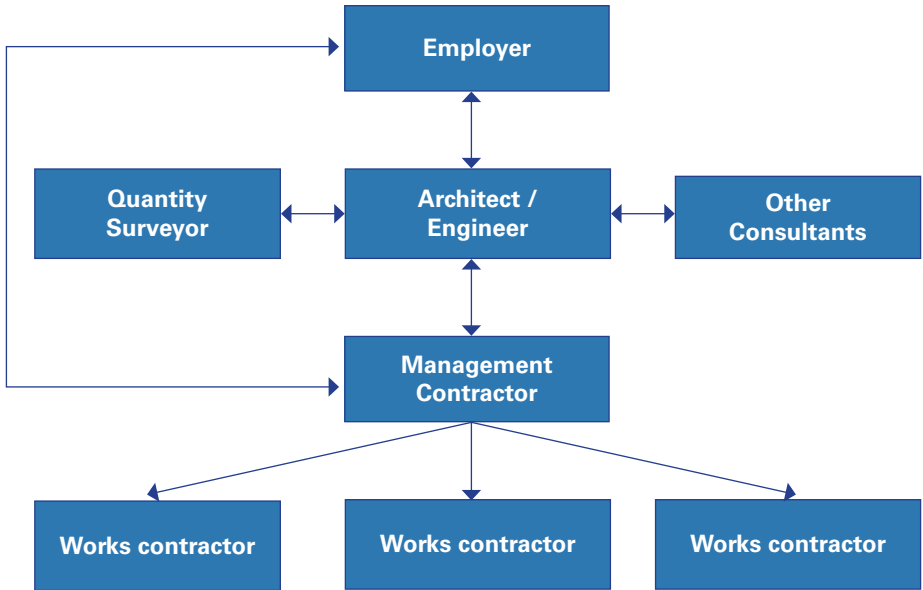 Employer
Quantity
Surveyor
Architect /
Engineer
Other
Consultants
Management
Contractor
Works contractor
Works contractor
Works contractor